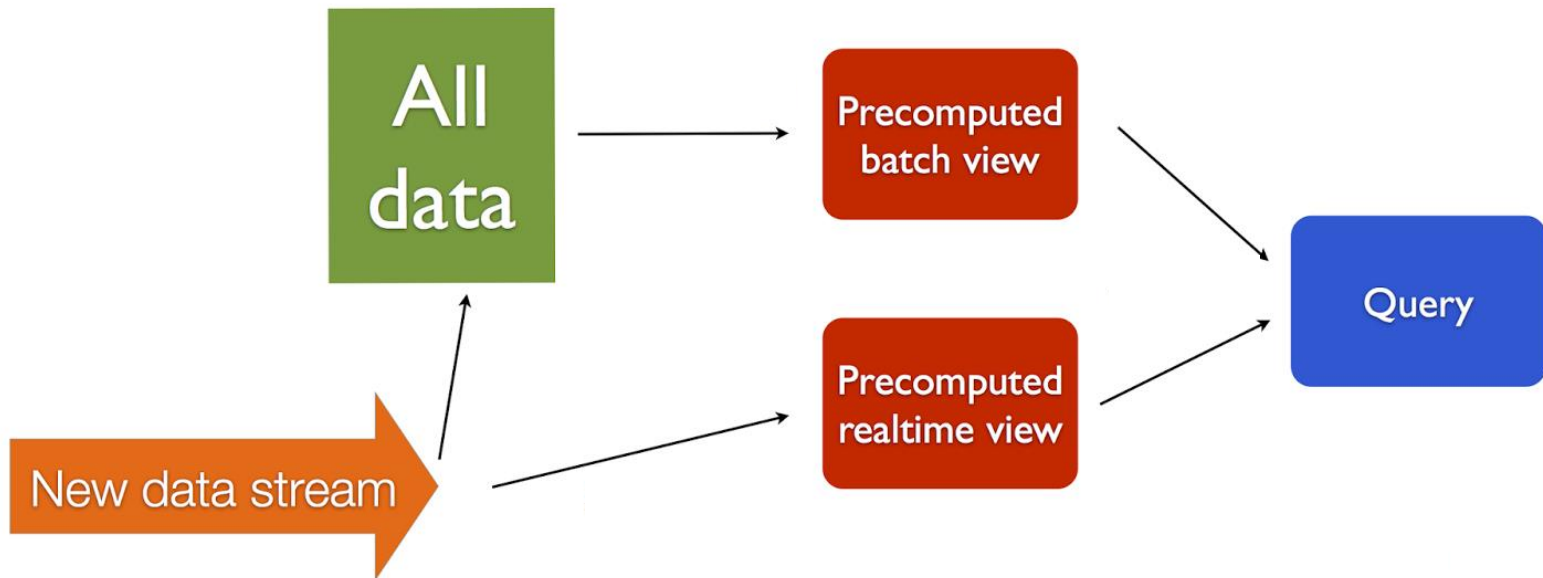 All
data
Precomputed
batch view
Query
Precomputed
realtime view
New data stream